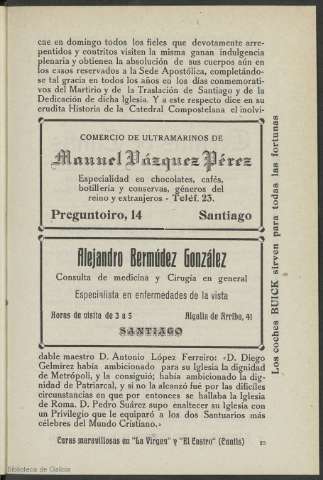 cae en domingo todos los fieles que devotamente arre-
pentidos y contritos visiten la misma ganan indulgencia
plenaria y obtienen la absolución de sus cuerpos aún en
los casos reservados a la Sede Apostólica, completándo-
se tal gracia en todos los años en los días conmemorati-
vos del Martirio y de la Traslación de Santiago y de la
Dedicación de dicha Iglesia. Y a este respecto dice en su
erudita Historia de la Catedral Compostelana el inolvi-
COMERCIO DE ULTRAMARINOS DE
Manuel Vázquez Pérez
Especialidad en chocolates, cafés,
botillería y conservas, géneros del
reino y extranjeros - Teléf. 23.
Preguntoiro, 14 Santiago
Alejandro Bermúdez González
Consulta de medicina y Cirugía en general
Especialista en enfermedades de la vista
Horas de visita de 3 a 5 Algalia de Arriba, 41
SANTIAGO
dable maestro D. Antonio López Ferreiro: «D. Diego
Gelmírez había ambicionado para su Iglesia la dignidad
de Metrópoli, y la consiguió; había ambicionado la dig-
nidad de Patriarcal, y si no la alcanzó fué por las difíciles
circunstancias en que por entonces se hallaba la Iglesia
de Roma. D. Pedro Suárez supo enaltecer su Iglesia con
un Privilegio que le equiparó a los dos Santuarios más
célebres del Mundo Cristiano.»
Curas maravillosas en "La Virgen" y "El Castro" (Cuntis)
Los coches BUICK sirven para todas las fortunas
Biblioteca de Galicia